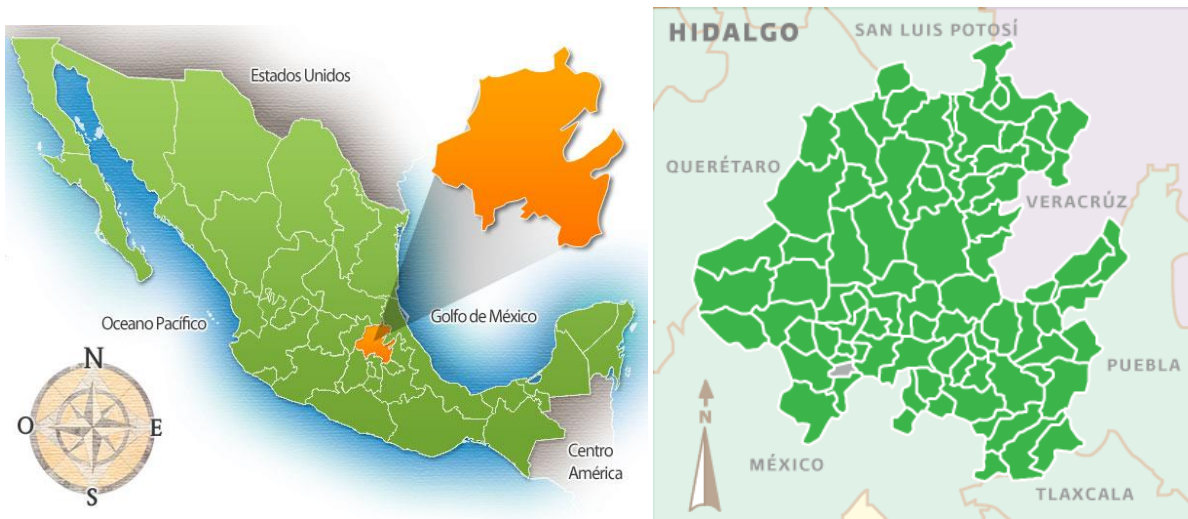 Estados Unidos
Oceano Pacífico
Golfo de México
Centro
América
N
O
E
S
HIDALGO
SAN LUIS POTOSÍ
QUERÉTARO
VERACRÚZ
PUEBLA
N
MÉXICO
TLAXCALA